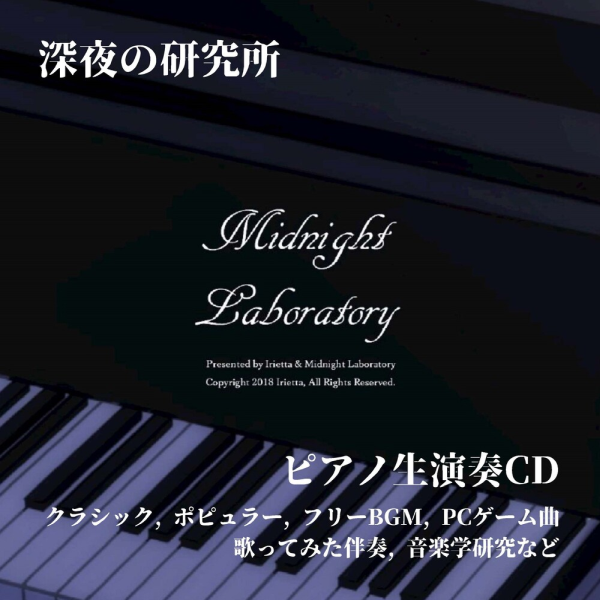 深夜の研究所
Midnight
Laboratory
Presented by Irietta & Midnight Laboratory
Copyright 2018 Irietta, All Rights Reserved.
ピアノ生演奏CD
クラシック, ポピュラー, フリーBGM, PCゲーム曲
歌ってみた伴奏, 音楽学研究など